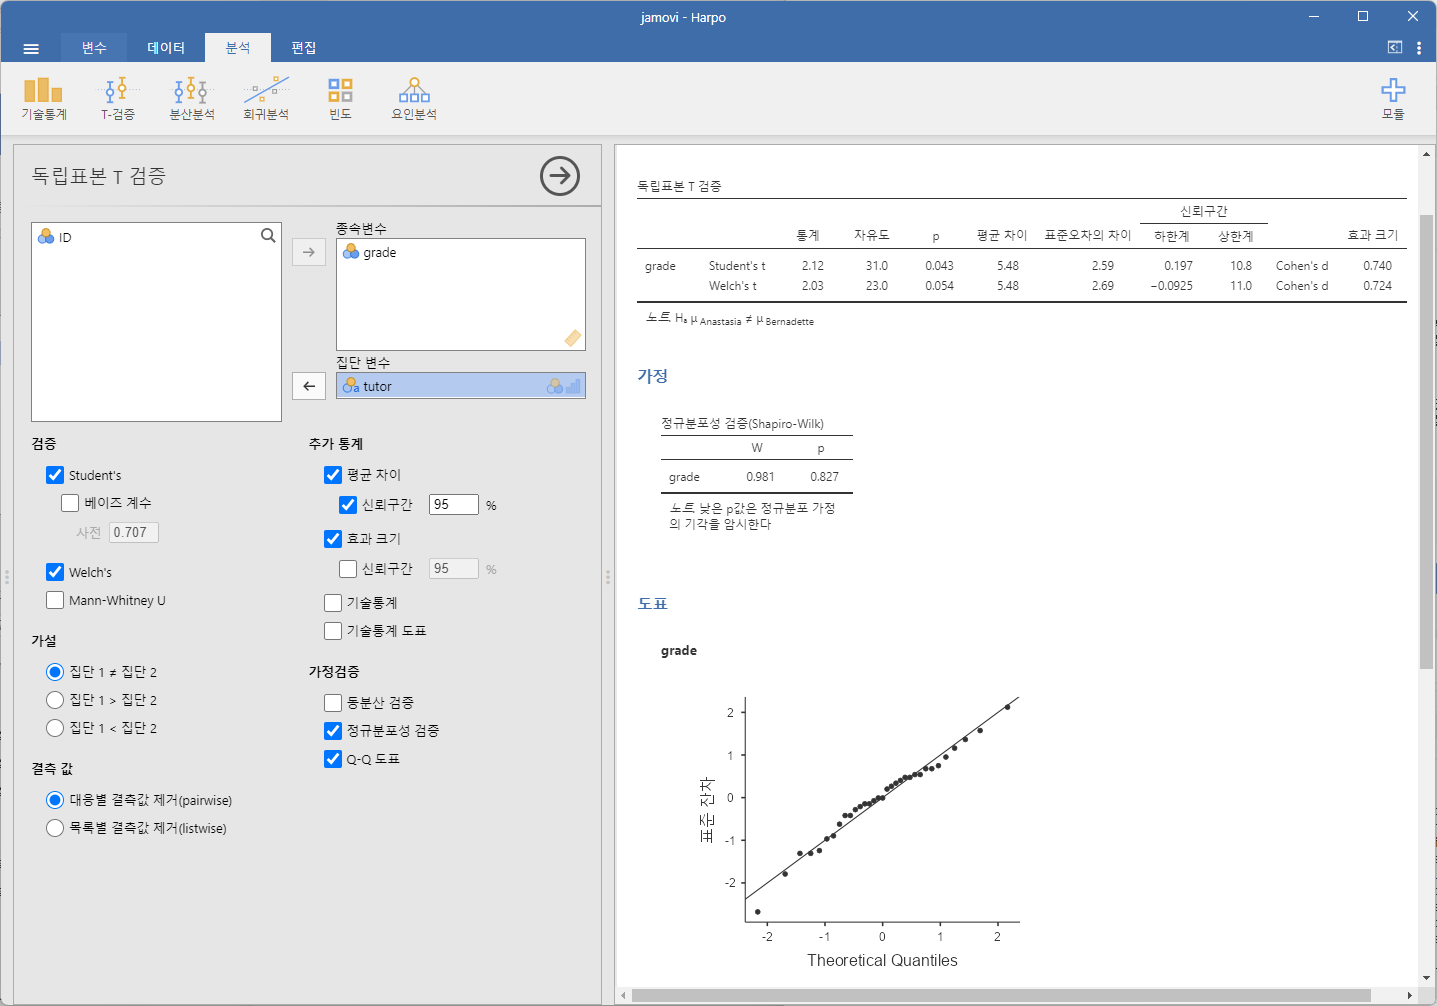 jamovi - Harpo
변수 데이터 분석 편집
기술통계 T-검증 분산분석 회귀분석 빈도 요인분석 모듈
독립표본 T 검증
ID
종속변수
grade
집단 변수
a tutor
검증
Student's
베이즈 계수
사전 0.707
Welch's
Mann-Whitney U
가설
집단 1 ≠ 집단 2
집단 1 > 집단 2
집단 1 < 집단 2
결측 값
대응별 결측값 제거(pairwise)
목록별 결측값 제거(listwise)
추가 통계
평균 차이
신뢰구간 95 %
효과 크기
신뢰구간 95 %
기술통계
기술통계 도표
가정검증
동분산 검증
정규분포성 검증
Q-Q 도표
독립표본 T 검증
신뢰구간
통계 자유도 p 평균 차이 표준오차의 차이 하한계 상한계 효과 크기
grade Student's t 2.12 31.0 0.043 5.48 2.59 0.197 10.8 Cohen's d 0.740
Welch's t 2.03 23.0 0.054 5.48 2.69 −0.0925 11.0 Cohen's d 0.724
노트. Hₐ μ Anastasia ≠ μ Bernadette
가정
정규분포성 검증(Shapiro-Wilk)
W p
grade 0.981 0.827
노트. 낮은 p값은 정규분포 가정
의 기각을 암시한다
도표
grade
2
1
0
-1
-2
표준 잔차
-2 -1 0 1 2
Theoretical Quantiles